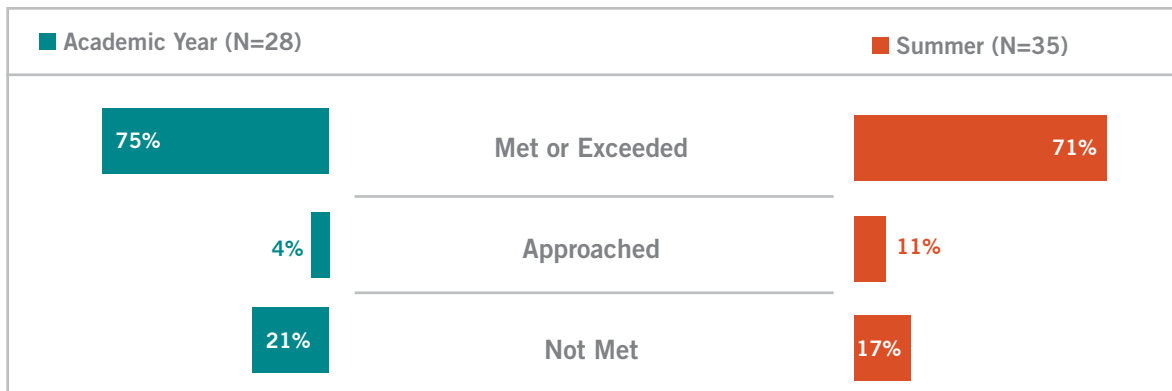 Academic Year (N=28)
Summer (N=35)
75%
Met or Exceeded
71%
4%
Approached
11%
21%
Not Met
17%